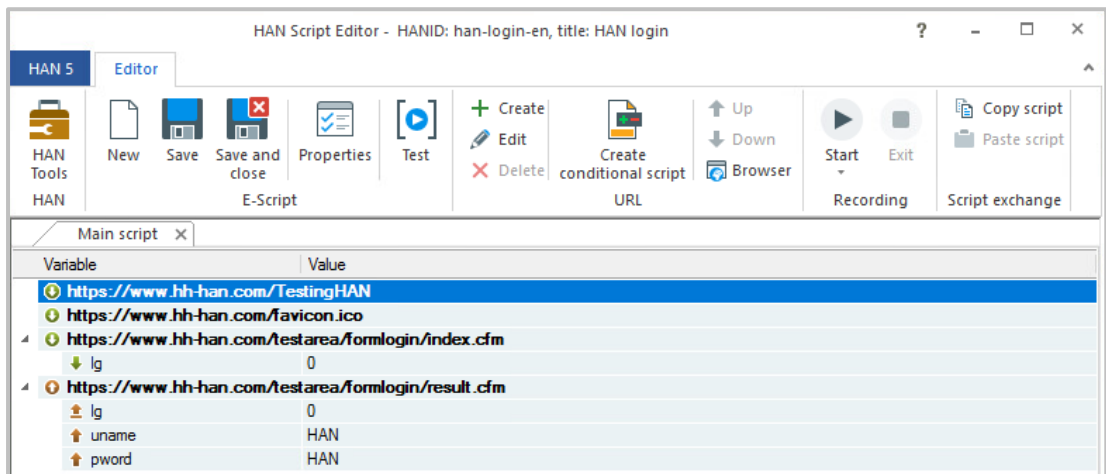 HAN Script Editor - HANID: han-login-en, title: HAN login
HAN 5 Editor
HAN Tools
New
Save
Save and close
Properties
Test
Create
Edit
Delete
Create conditional script
Up
Down
Browser
Start
Exit
Copy script
Paste script
HAN E-Script URL Recording Script exchange
Main script
Variable Value
https://www.hh-han.com/TestingHAN
https://www.hh-han.com/favicon.ico
https://www.hh-han.com/testarea/formlogin/index.cfm
lg 0
https://www.hh-han.com/testarea/formlogin/result.cfm
lg 0
uname HAN
pword HAN